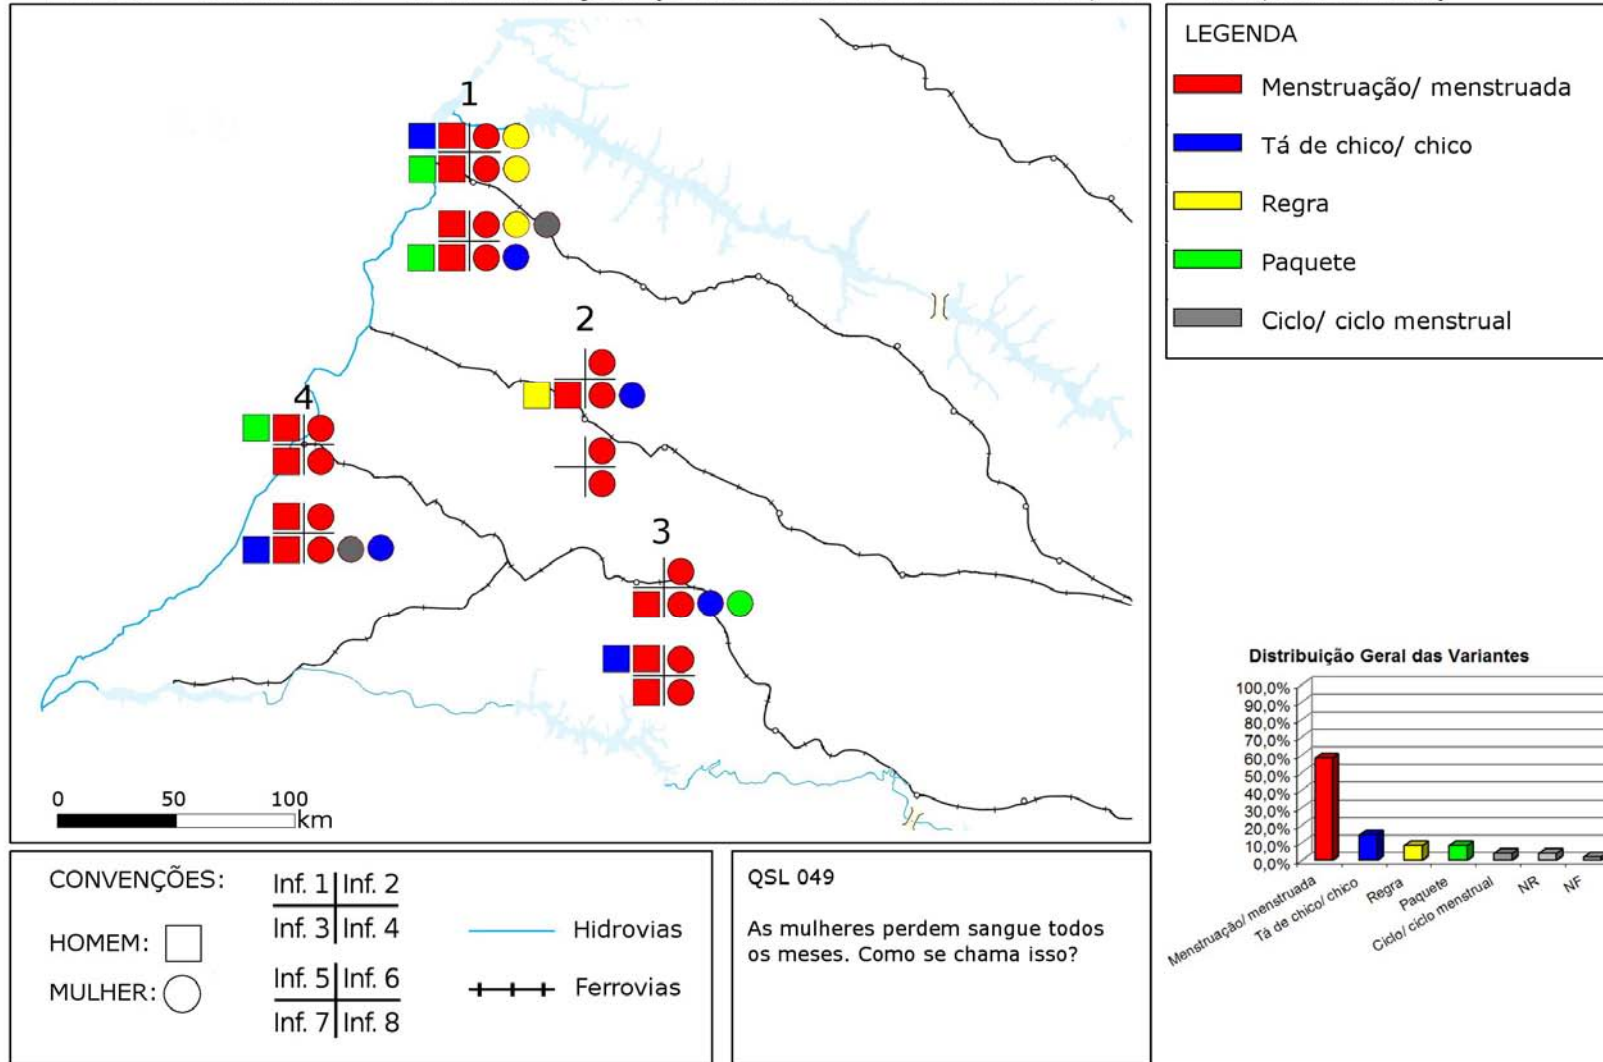 LEGENDA
Menstruação/ menstruada
Tá de chico/ chico
Regra
Paquete
Ciclo/ ciclo menstrual
1
2
4
3
0 50 100
km
Distribuição Geral das Variantes
100,0%
90,0%
80,0%
70,0%
60,0%
50,0%
40,0%
30,0%
20,0%
10,0%
0,0%
Menstruação/ menstruada
Tá de chico/ chico
Regra
Paquete
Ciclo/ ciclo menstrual
NR
NF
CONVENÇÕES:
HOMEM:
MULHER:
Inf. 1 Inf. 2
Inf. 3 Inf. 4
Inf. 5 Inf. 6
Inf. 7 Inf. 8
Hidrovias
Ferrovias
QSL 049
As mulheres perdem sangue todos
os meses. Como se chama isso?